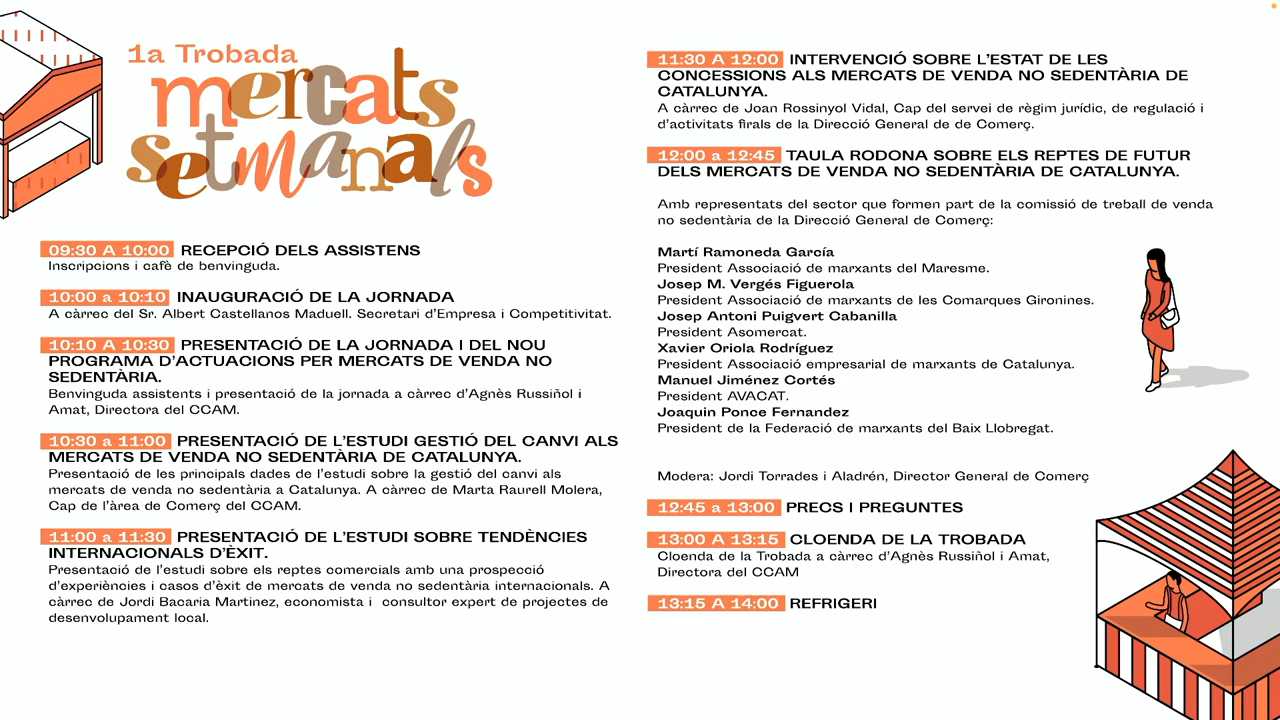 1a Trobada
mercats
setmanals
09:30 A 10:00 RECEPCIÓ DELS ASSISTENS
Inscripcions i cafè de benvinguda.
10:00 a 10:10 INAUGURACIÓ DE LA JORNADA
A càrrec del Sr. Albert Castellanos Maduell. Secretari d'Empresa i Competitivitat.
10:10 A 10:30 PRESENTACIÓ DE LA JORNADA I DEL NOU
PROGRAMA D'ACTUACIONS PER MERCATS DE VENDA NO
SEDENTÀRIA.
Benvinguda assistents i presentació de la jornada a càrrec d'Agnès Russiñol i
Amat, Directora del CCAM.
10:30 a 11:00 PRESENTACIÓ DE L'ESTUDI GESTIÓ DEL CANVI ALS
MERCATS DE VENDA NO SEDENTÀRIA DE CATALUNYA.
Presentació de les principals dades de l'estudi sobre la gestió del canvi als
mercats de venda no sedentària a Catalunya. A càrrec de Marta Raurell Molera,
Cap de l'àrea de Comerç del CCAM.
11:00 a 11:30 PRESENTACIÓ DE L'ESTUDI SOBRE TENDÈNCIES
INTERNACIONALS D'ÈXIT.
Presentació de l'estudi sobre els reptes comercials amb una prospecció
d'experiències i casos d'èxit de mercats de venda no sedentària internacionals. A
càrrec de Jordi Bacaria Martinez, economista i consultor expert de projectes de
desenvolupament local.
11:30 A 12:00 INTERVENCIÓ SOBRE L'ESTAT DE LES
CONCESSIONS ALS MERCATS DE VENDA NO SEDENTÀRIA DE
CATALUNYA.
A càrrec de Joan Rossinyol Vidal, Cap del servei de règim jurídic, de regulació i
d'activitats firals de la Direcció General de de Comerç.
12:00 a 12:45 TAULA RODONA SOBRE ELS REPTES DE FUTUR
DELS MERCATS DE VENDA NO SEDENTÀRIA DE CATALUNYA.
Amb representats del sector que formen part de la comissió de treball de venda
no sedentària de la Direcció General de Comerç:
Martí Ramoneda García
President Associació de marxants del Maresme.
Josep M. Vergés Figuerola
President Associació de marxants de les Comarques Gironines.
Josep Antoni Puigvert Cabanilla
President Asomercat.
Xavier Oriola Rodríguez
President Associació empresarial de marxants de Catalunya.
Manuel Jiménez Cortés
President AVACAT.
Joaquin Ponce Fernandez
President de la Federació de marxants del Baix Llobregat.
Modera: Jordi Torrades i Aladrén, Director General de Comerç
12:45 a 13:00 PRECS I PREGUNTES
13:00 A 13:15 CLOENDA DE LA TROBADA
Cloenda de la Trobada a càrrec d'Agnès Russiñol i Amat,
Directora del CCAM
13:15 A 14:00 REFRIGERI